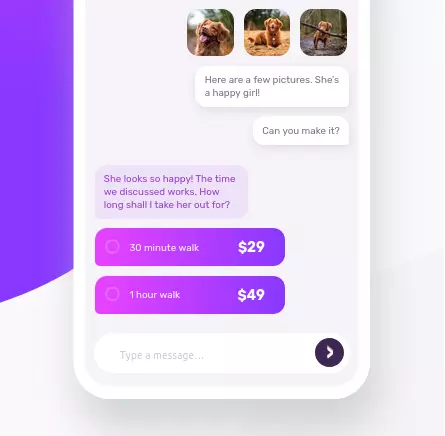 Here are a few pictures. She's
a happy girl!
Can you make it?
She looks so happy! The time
we discussed works. How
long shall I take her out for?
30 minute walk $29
1 hour walk $49
Type a message...